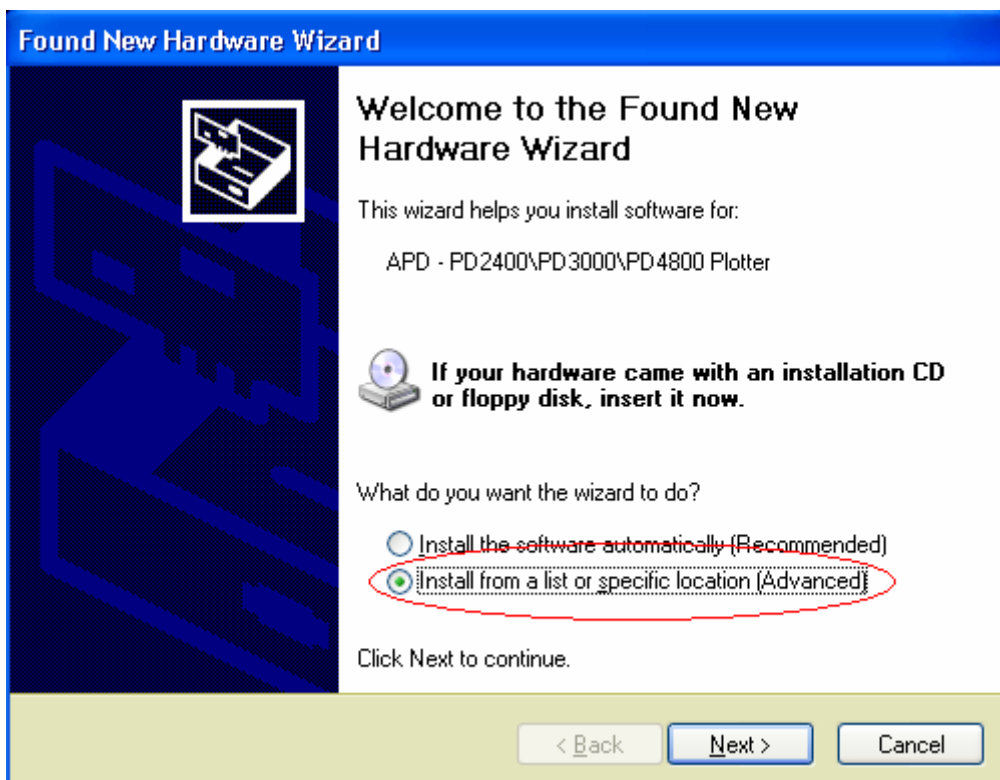 Found New Hardware Wizard
Welcome to the Found New
Hardware Wizard
This wizard helps you install software for:
APD - PD2400\PD3000\PD4800 Plotter
If your hardware came with an installation CD
or floppy disk, insert it now.
What do you want the wizard to do?
Install the software automatically (Recommended)
Install from a list or specific location (Advanced)
Click Next to continue.
< Back
Next >
Cancel